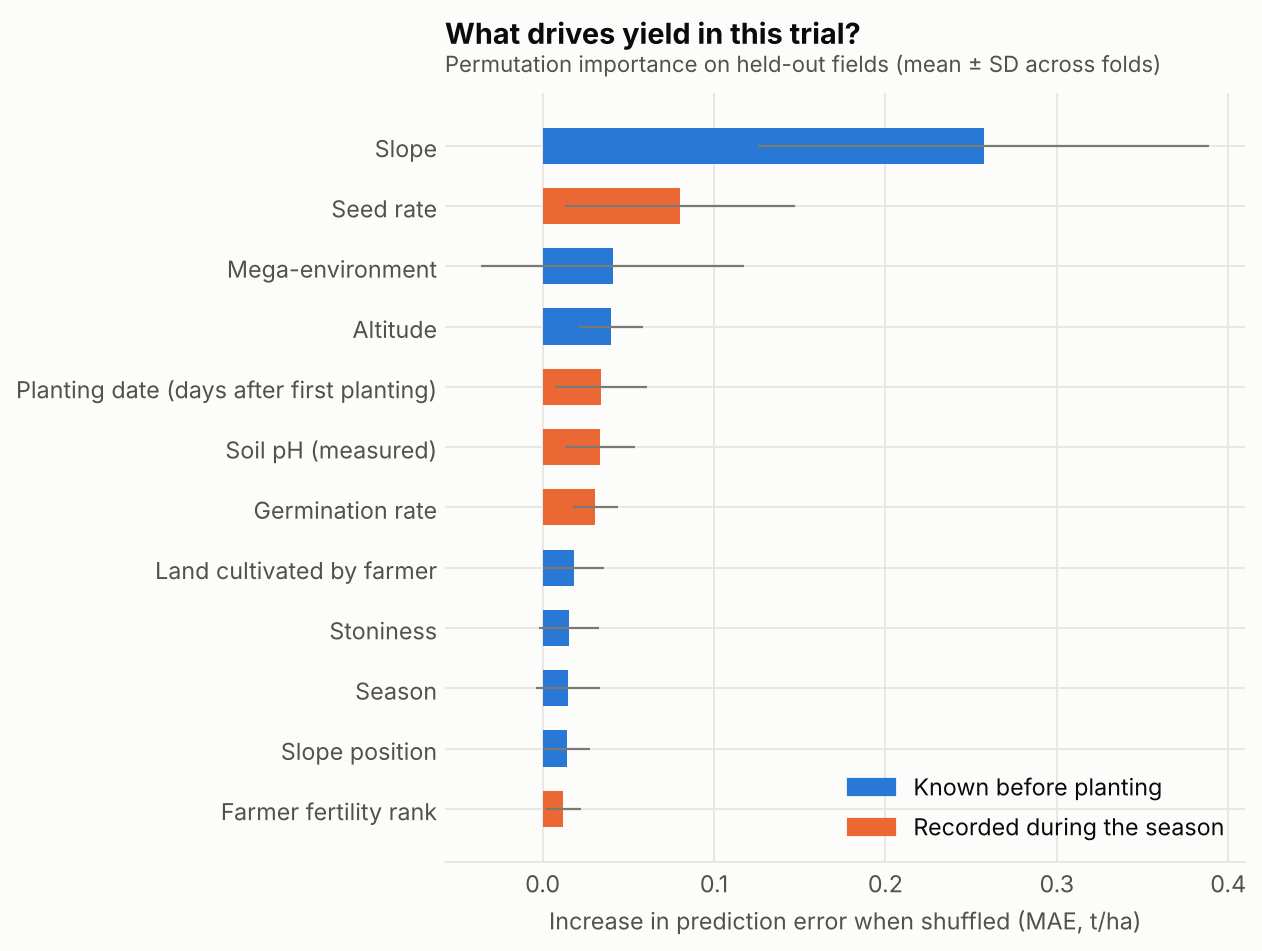 What drives yield in this trial?
Permutation importance on held-out fields (mean ± SD across folds)
Slope
Seed rate
Mega-environment
Altitude
Planting date (days after first planting)
Soil pH (measured)
Germination rate
Land cultivated by farmer
Stoniness
Season
Slope position
Farmer fertility rank
Known before planting
Recorded during the season
0.0 0.1 0.2 0.3 0.4
Increase in prediction error when shuffled (MAE, t/ha)